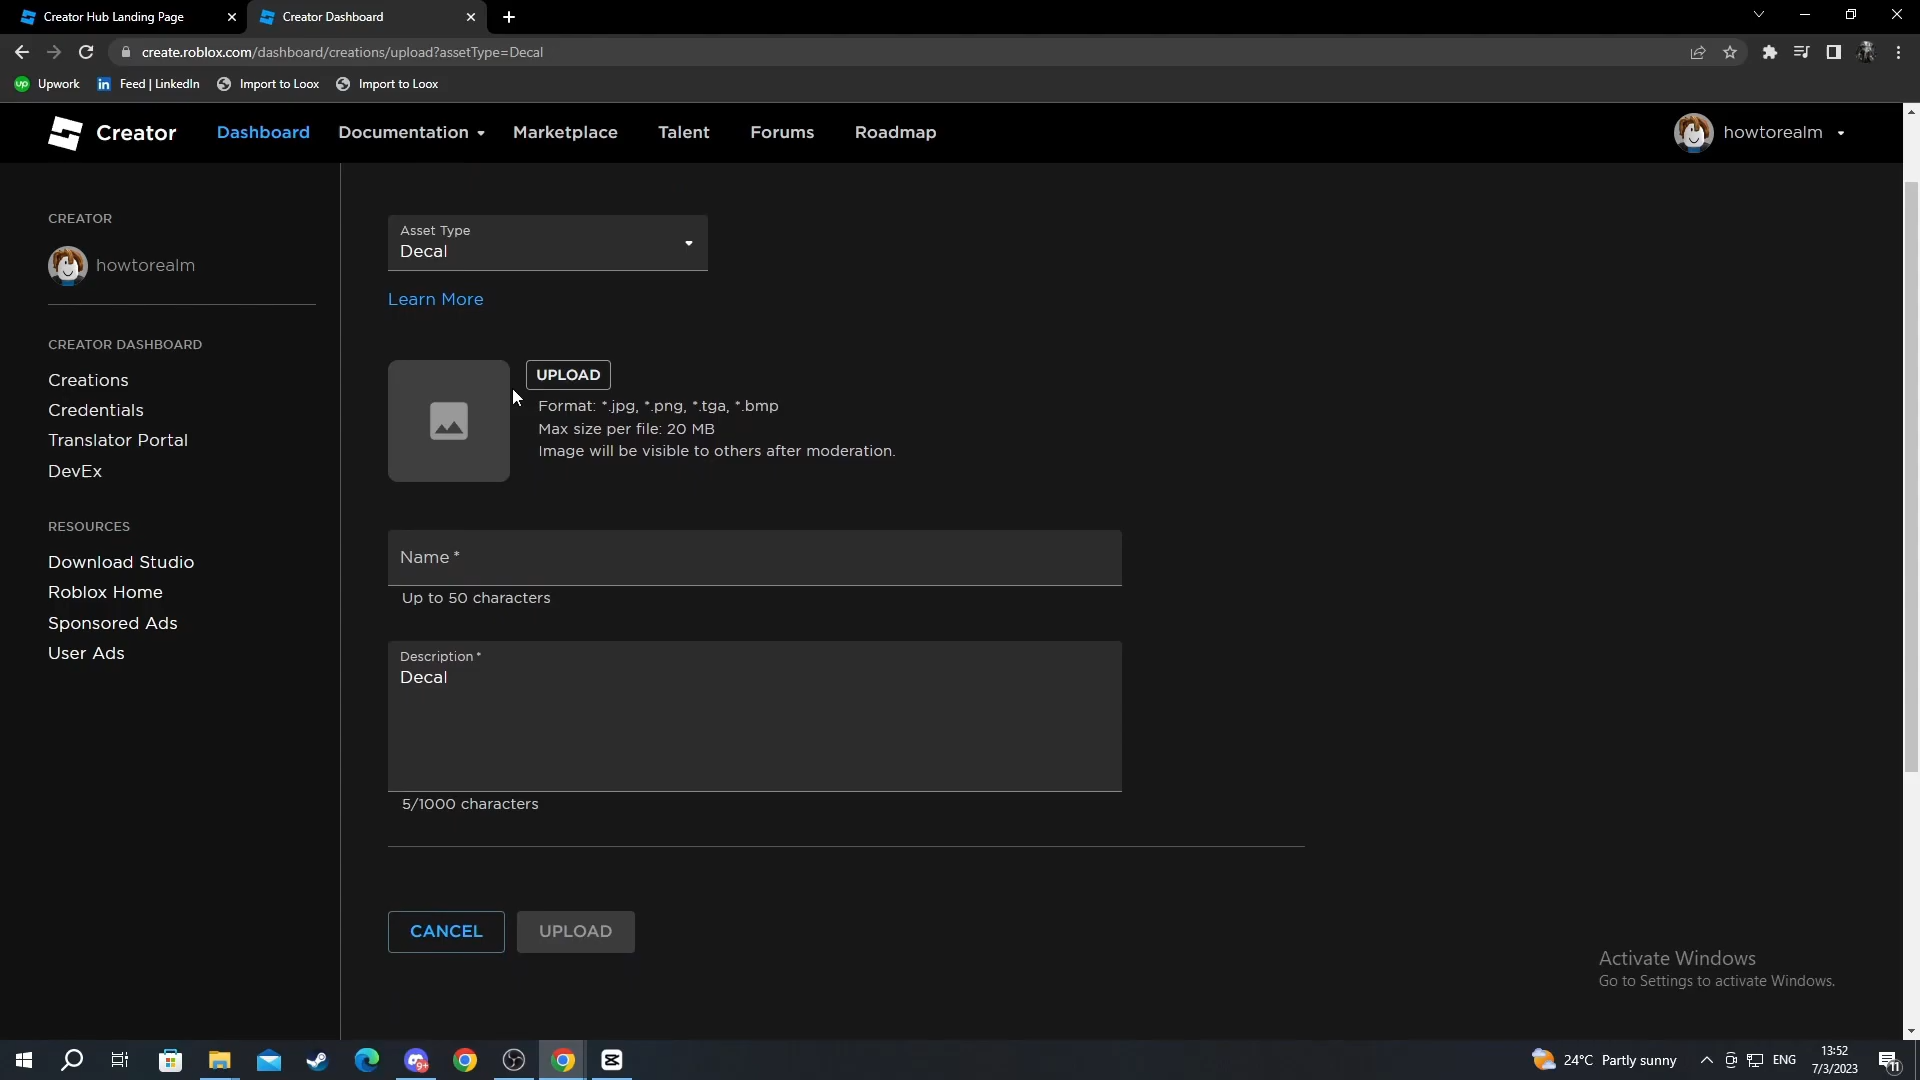 Creator Hub Landing Page
Creator Dashboard
create.roblox.com/dashboard/creations/upload?assetType=Decal
up Upwork
in Feed | LinkedIn
Import to Loox
Import to Loox
Creator
Dashboard
Documentation
Marketplace
Talent
Forums
Roadmap
howtorealm
CREATOR
howtorealm
CREATOR DASHBOARD
Creations
Credentials
Translator Portal
DevEx
RESOURCES
Download Studio
Roblox Home
Sponsored Ads
User Ads
Asset Type
Decal
Learn More
UPLOAD
Format: *.jpg, *.png, *.tga, *.bmp
Max size per file: 20 MB
Image will be visible to others after moderation.
Name *
Up to 50 characters
Description *
Decal
5/1000 characters
CANCEL
UPLOAD
Activate Windows
Go to Settings to activate Windows.
9+
24°C Partly sunny
ENG
13:52
7/3/2023
11